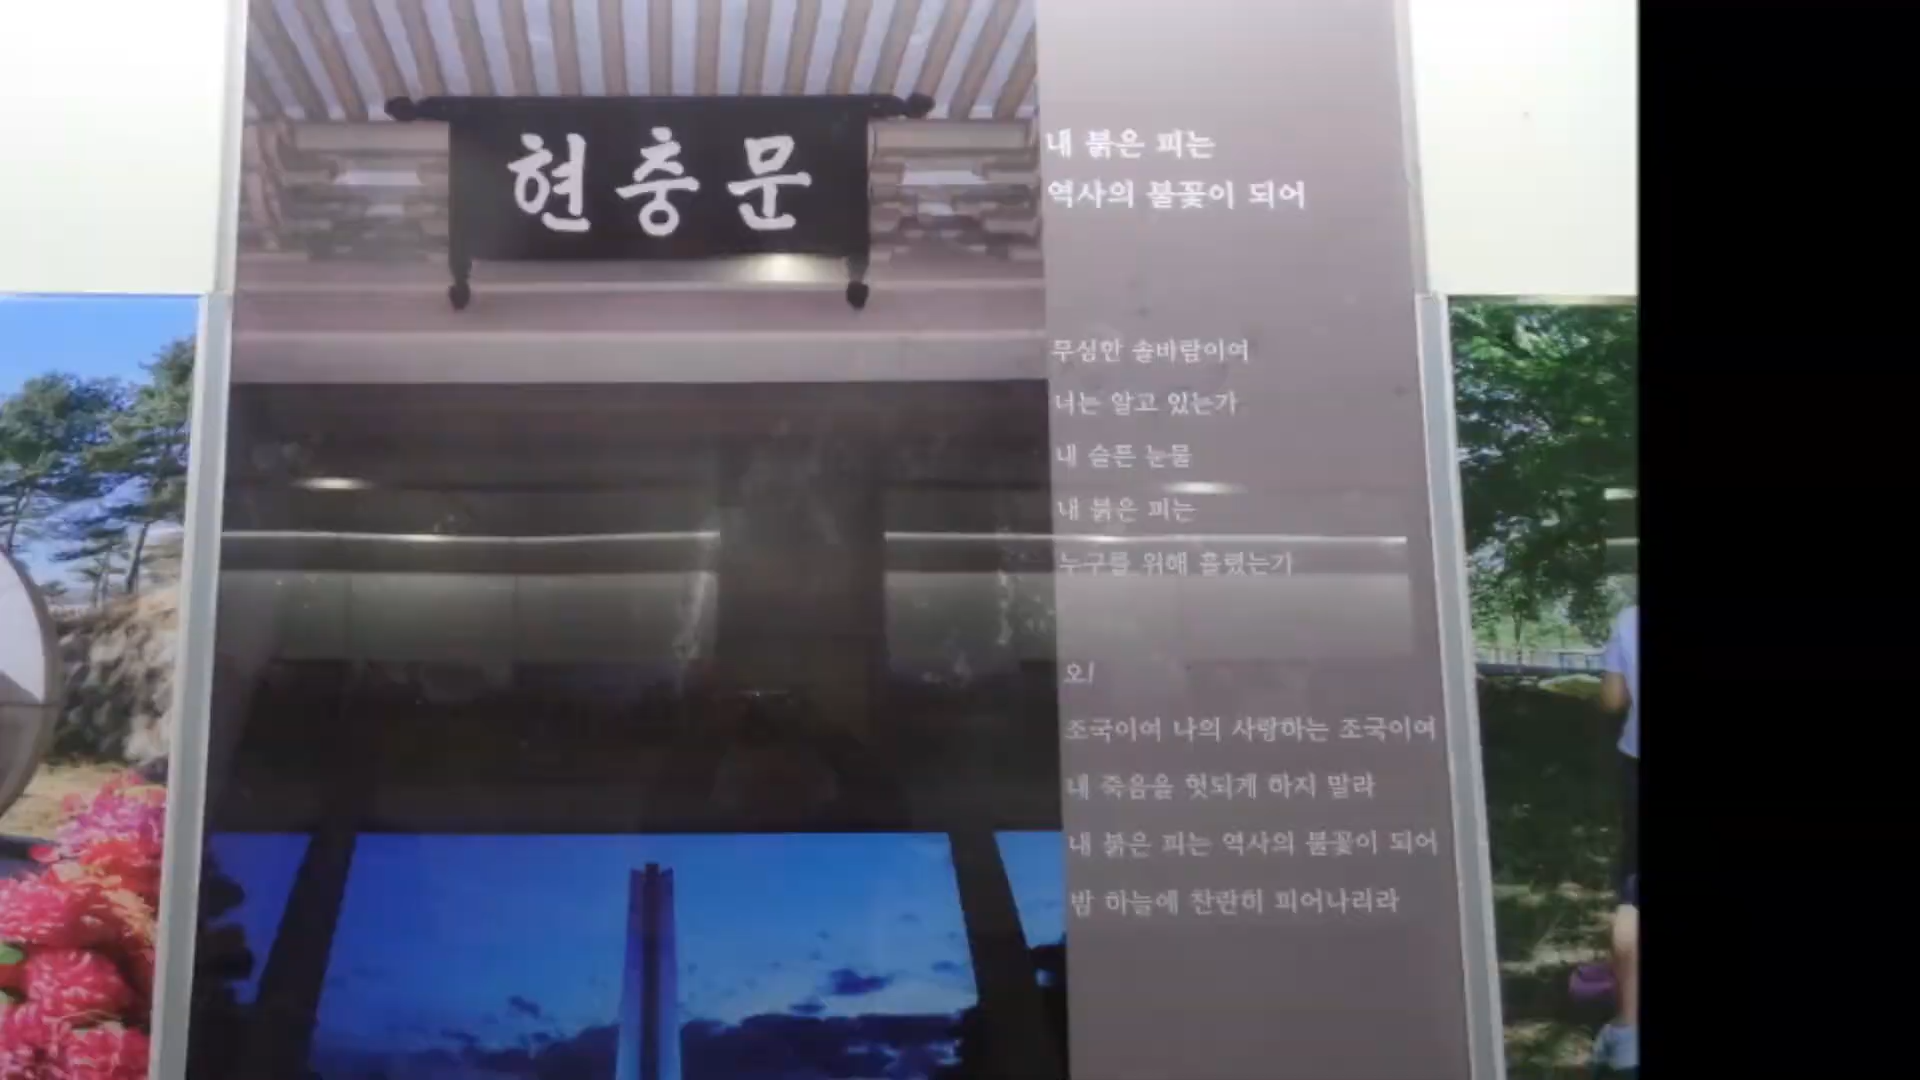 현충문
내 붉은 피는
역사의 불꽃이 되어
무심한 솔바람이여
너는 알고 있는가
내 슬픈 눈물
내 붉은 피는
누구를 위해 흘렸는가
오!
조국이여 나의 사랑하는 조국이여
내 죽음을 헛되게 하지 말라
내 붉은 피는 역사의 불꽃이 되어
밤 하늘에 찬란히 피어나리라